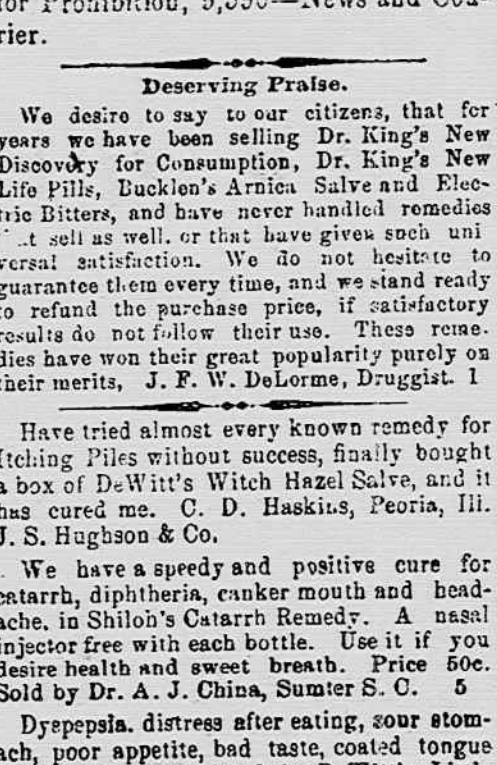 for Prohibition, 5,390—News and Cou-
rier.
Deserving Praise.
We desire to say to our citizens, that for
years we have been selling Dr. King's New
Discovery for Consumption, Dr. King's New
Life Pills, Bucklen's Arnica Salve and Elec-
tric Bitters, and have never handled remedies
t sell as well. or that have given such uni
versal satisfaction. We do not hesitate to
guarantee them every time, and we stand ready
to refund the purchase price, if satisfactory
results do not follow their use. These reme-
dies have won their great popularity purely on
their merits, J. F. W. DeLorme, Druggist. 1
Have tried almost every known remedy for
Itching Piles without success, finally bought
a box of DeWitt's Witch Hazel Salve, and it
has cured me. C. D. Haskins, Peoria, Ill.
J. S. Hughson & Co.
We have a speedy and positive cure for
catarrh, diphtheria, canker mouth and head-
ache. in Shiloh's Catarrh Remedy. A nasal
injector free with each bottle. Use it if you
desire health and sweet breath. Price 50c.
Sold by Dr. A. J. China, Sumter S. C. 5
Dyspepsia. distress after eating, sour stom-
ach, poor appetite, bad taste, coated tongue